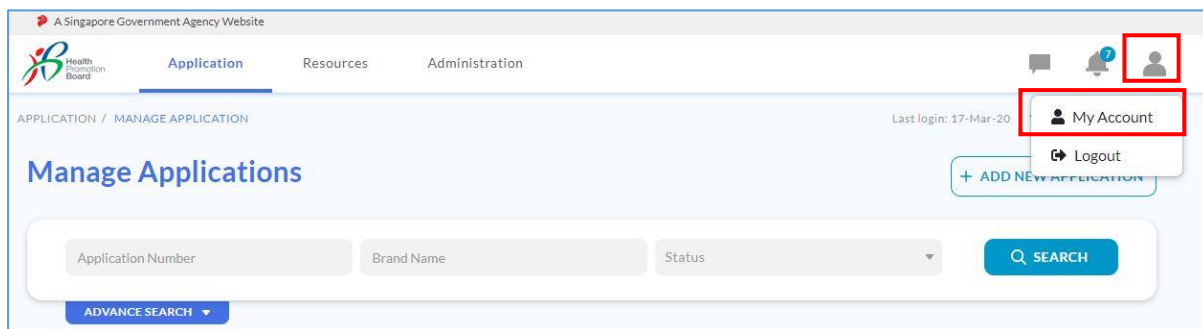 A Singapore Government Agency Website
Health
Promotion
Board
Application Resources Administration
7
APPLICATION / MANAGE APPLICATION
Last login: 17-Mar-20
My Account
Logout
Manage Applications
+ ADD NEW APPLICATION
Application Number Brand Name Status
SEARCH
ADVANCE SEARCH